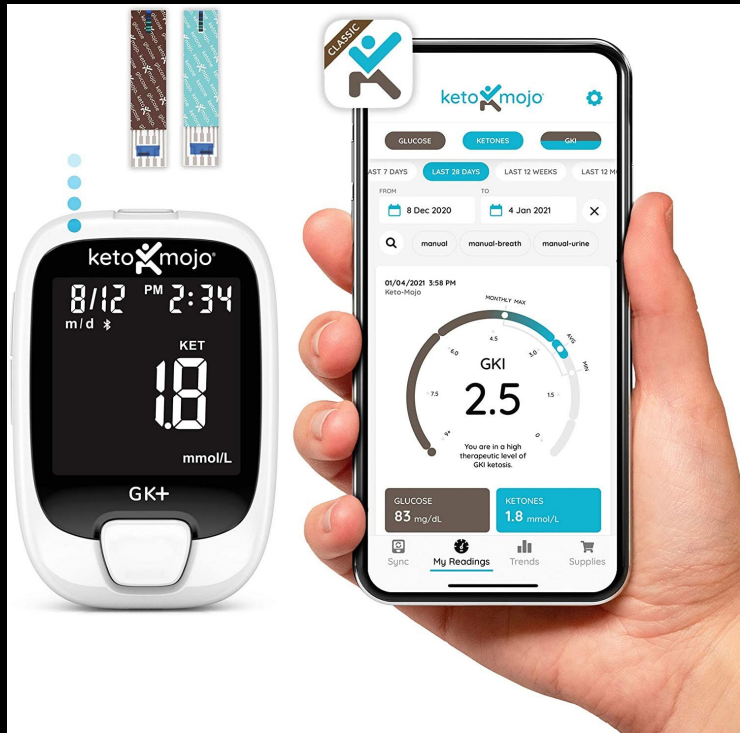 glucose
keto mojo
CLASSIC
keto mojo
GLUCOSE
KETONES
GKI
AST 7 DAYS
LAST 28 DAYS
LAST 12 WEEKS
LAST 12 M
FROM
TO
8 Dec 2020
4 Jan 2021
manual
manual-breath
manual-urine
01/04/2021 3:58 PM
Keto-Mojo
MONTHLY MAX
AVG
MIN
9+
7.5
6.0
4.5
3.0
1.5
0
GKI
2.5
You are in a high
therapeutic level of
GKI ketosis.
GLUCOSE
83 mg/dL
KETONES
1.8 mmol/L
Sync
My Readings
Trends
Supplies
keto mojo
8/12 PM 2:34
m/d
KET
1.8
mmol/L
GK+